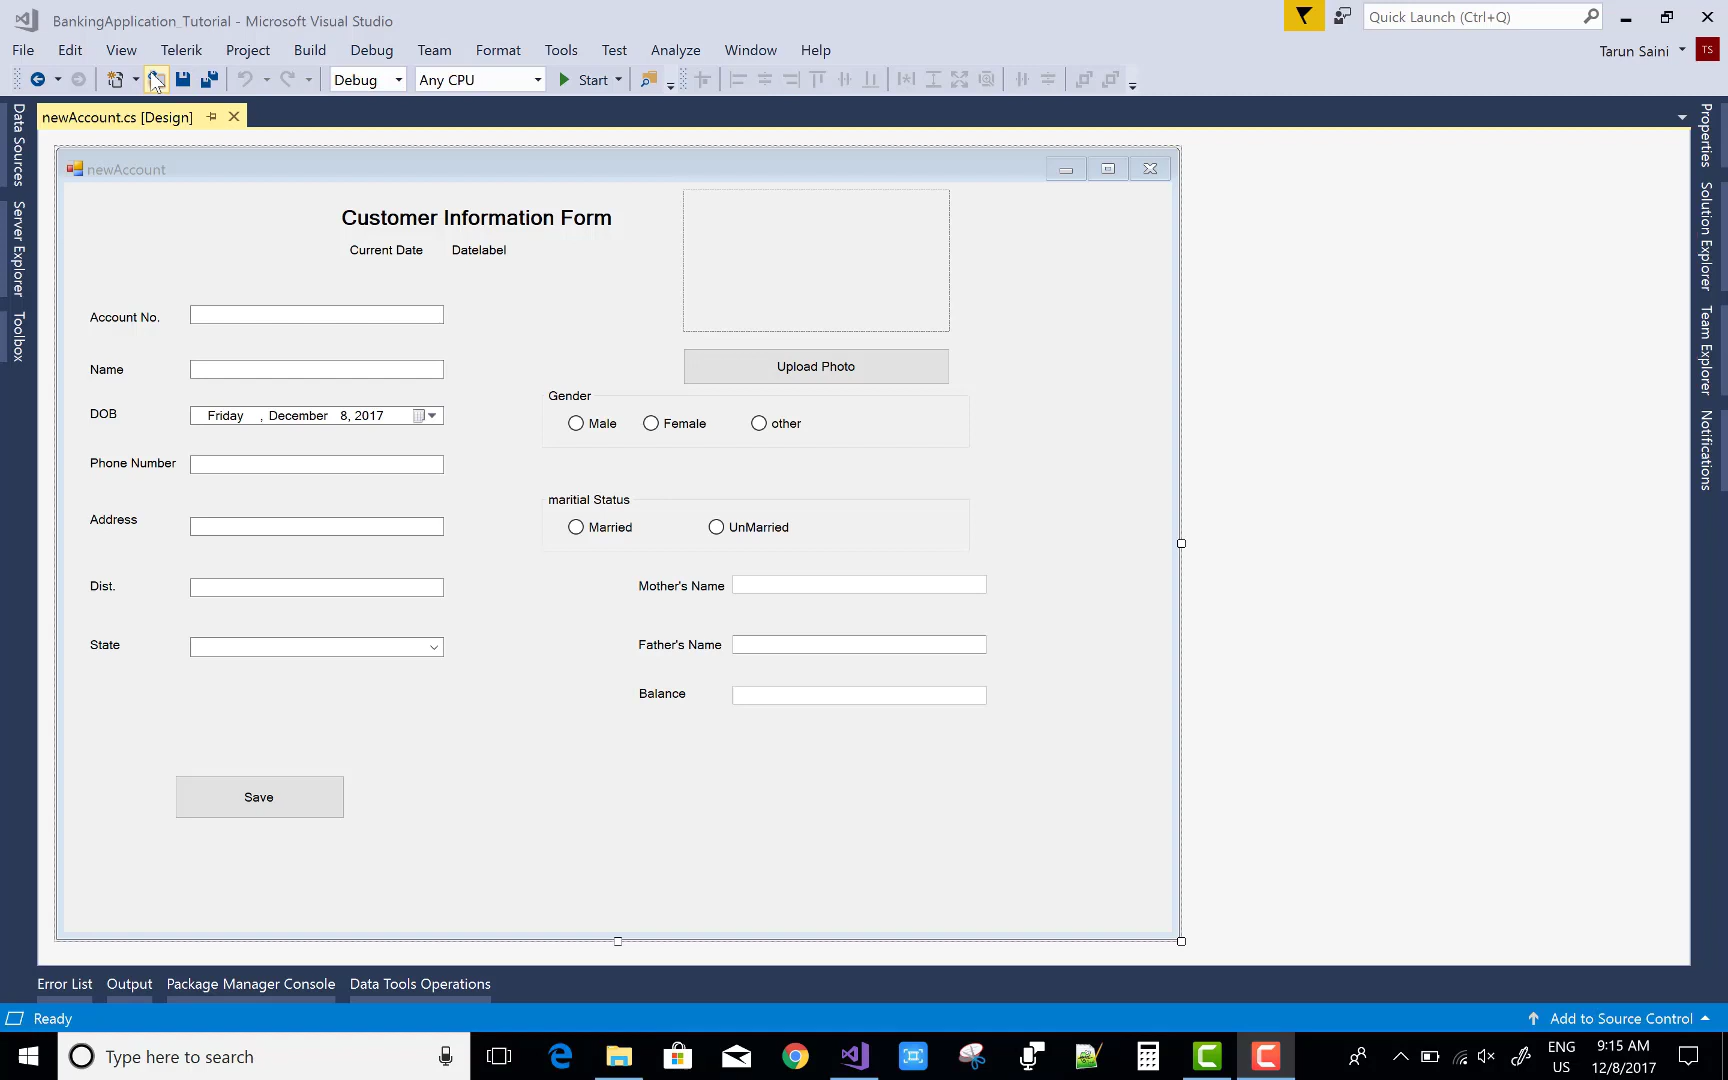 BankingApplication_Tutorial - Microsoft Visual Studio
Quick Launch (Ctrl+Q)
File Edit View Telerik Project Build Debug Team Format Tools Test Analyze Window Help
Tarun Saini TS
Debug Any CPU Start
newAccount.cs [Design]
Data Sources
Server Explorer
Toolbox
Properties
Solution Explorer
Team Explorer
Notifications
newAccount
Customer Information Form
Current Date Datelabel
Account No.
Upload Photo
Name
Gender
DOB Friday , December 8, 2017
Male Female other
Phone Number
maritial Status
Address
Married UnMarried
Dist.
Mother's Name
State
Father's Name
Balance
Save
Error List Output Package Manager Console Data Tools Operations
Ready
Add to Source Control
Type here to search
ENG
US
9:15 AM
12/8/2017